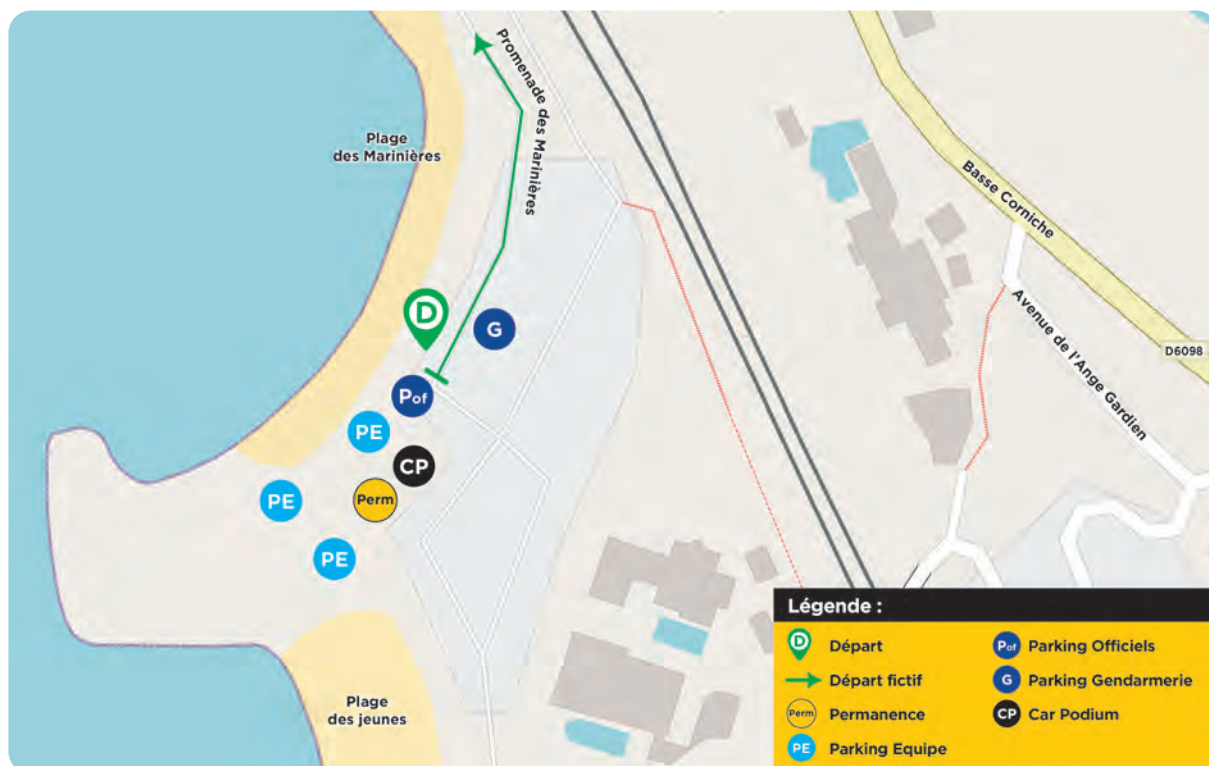 Promenade des Marinières
Plage
des Marinières
Basse Corniche
Avenue de l'Ange Gardien
D6098
D
G
Pof
PE
CP
PE
Perm
PE
Plage
des jeunes
Légende :
D Départ
Départ fictif
Perm Permanence
PE Parking Equipe
Pof Parking Officiels
G Parking Gendarmerie
CP Car Podium